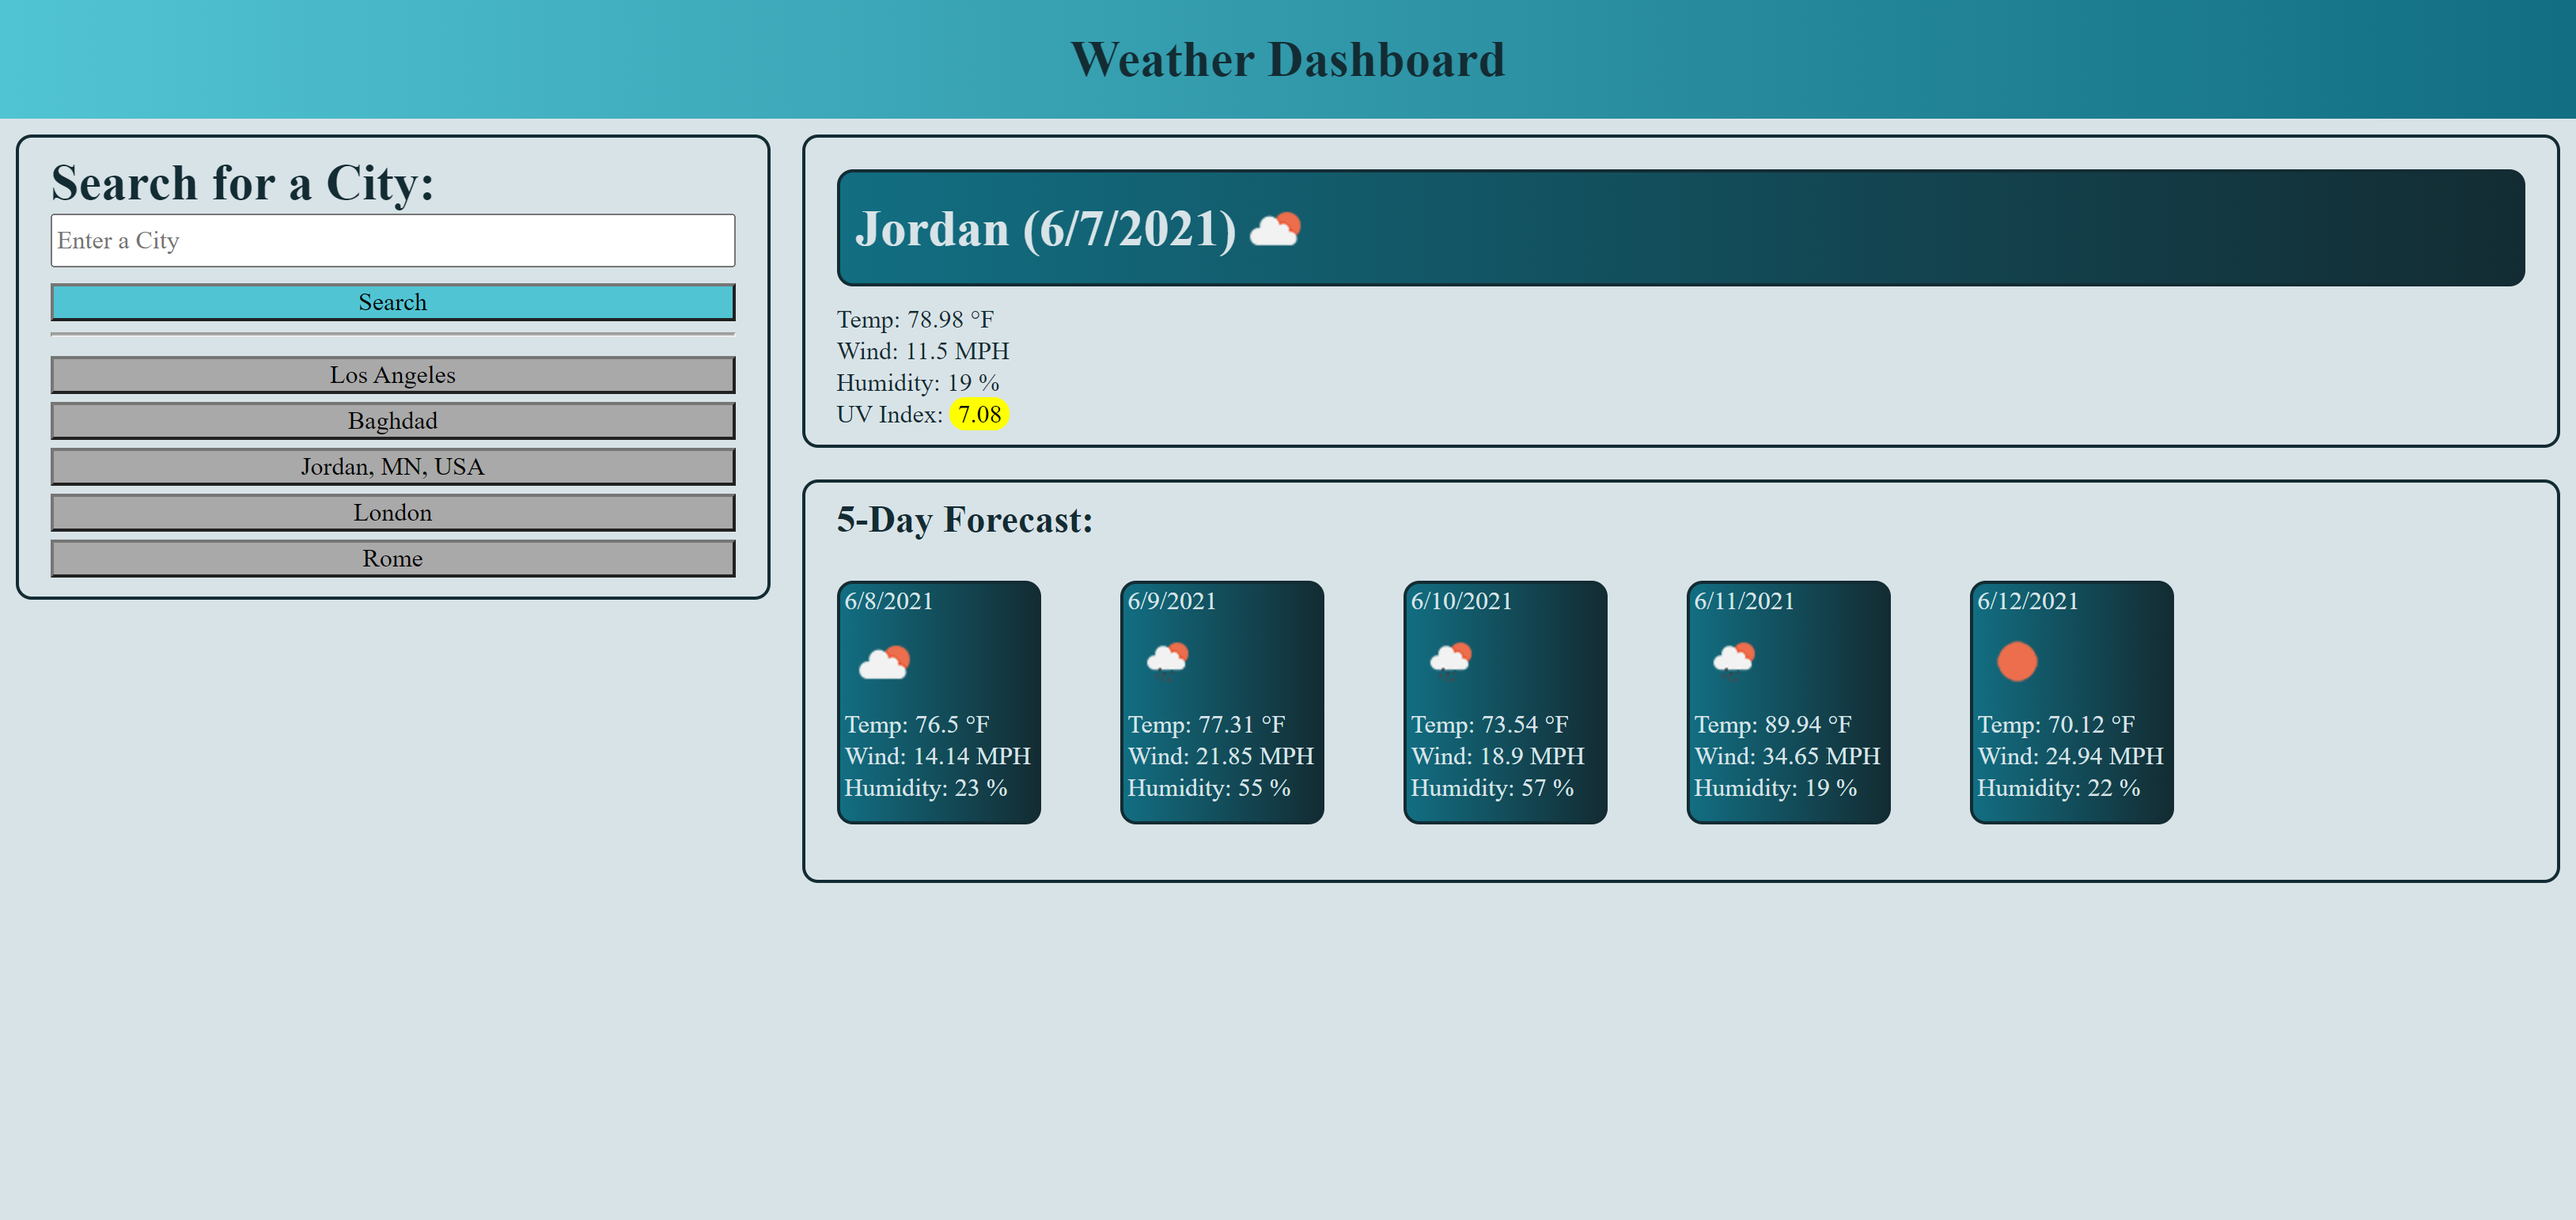 Weather Dashboard
Search for a City:
Enter a City
Search
Los Angeles
Baghdad
Jordan, MN, USA
London
Rome
Jordan (6/7/2021)
Temp: 78.98 °F
Wind: 11.5 MPH
Humidity: 19 %
UV Index: 7.08
5-Day Forecast:
6/8/2021
Temp: 76.5 °F
Wind: 14.14 MPH
Humidity: 23 %
6/9/2021
Temp: 77.31 °F
Wind: 21.85 MPH
Humidity: 55 %
6/10/2021
Temp: 73.54 °F
Wind: 18.9 MPH
Humidity: 57 %
6/11/2021
Temp: 89.94 °F
Wind: 34.65 MPH
Humidity: 19 %
6/12/2021
Temp: 70.12 °F
Wind: 24.94 MPH
Humidity: 22 %